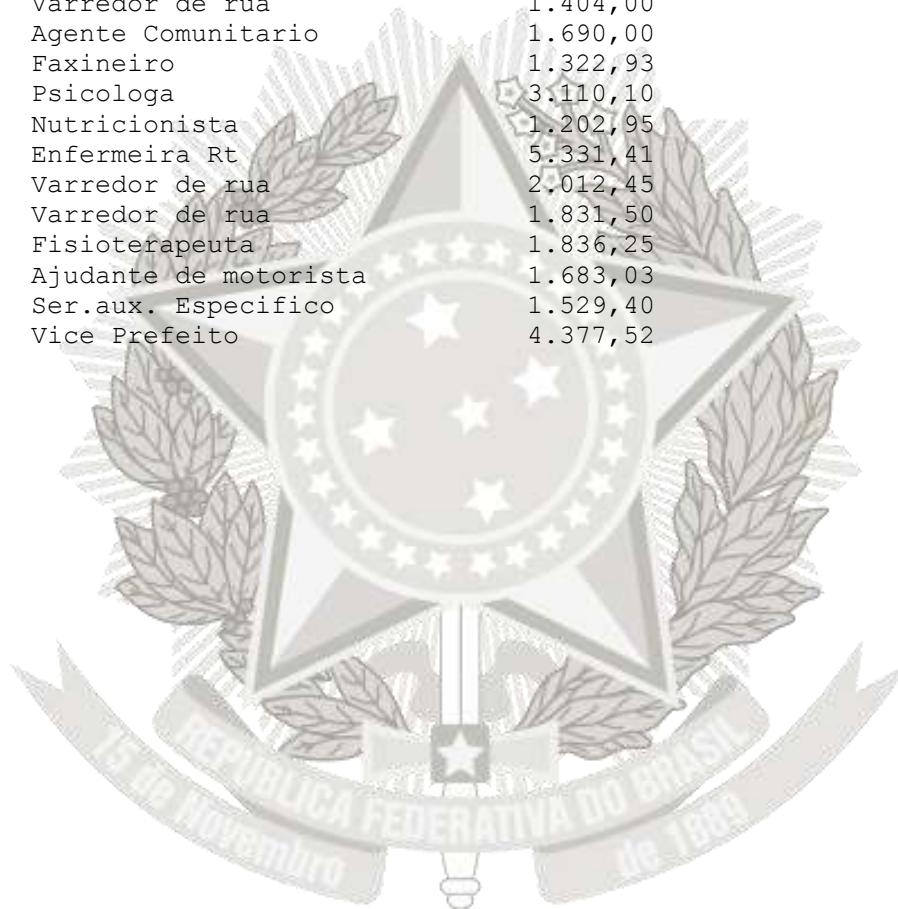 Varredor de rua 1.404,00
Agente Comunitario 1.690,00
Faxineiro 1.322,93
Psicologa 3.110,10
Nutricionista 1.202,95
Enfermeira Rt 5.331,41
Varredor de rua 2.012,45
Varredor de rua 1.831,50
Fisioterapeuta 1.836,25
Ajudante de motorista 1.683,03
Ser.aux. Especifico 1.529,40
Vice Prefeito 4.377,52
REPÚBLICA FEDERATIVA DO BRASIL
15 de Novembro de 1889